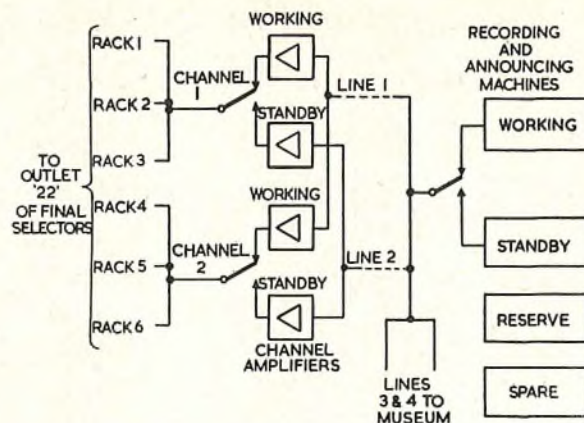 RACK 1
RACK 2
RACK 3
RACK 4
RACK 5
RACK 6
TO
OUTLET
'22'
OF FINAL
SELECTORS
CHANNEL
1
CHANNEL
2
WORKING
STANDBY
WORKING
STANDBY
CHANNEL
AMPLIFIERS
LINE 1
LINE 2
LINES
3 & 4 TO
MUSEUM
RECORDING
AND
ANNOUNCING
MACHINES
WORKING
STANDBY
RESERVE
SPARE